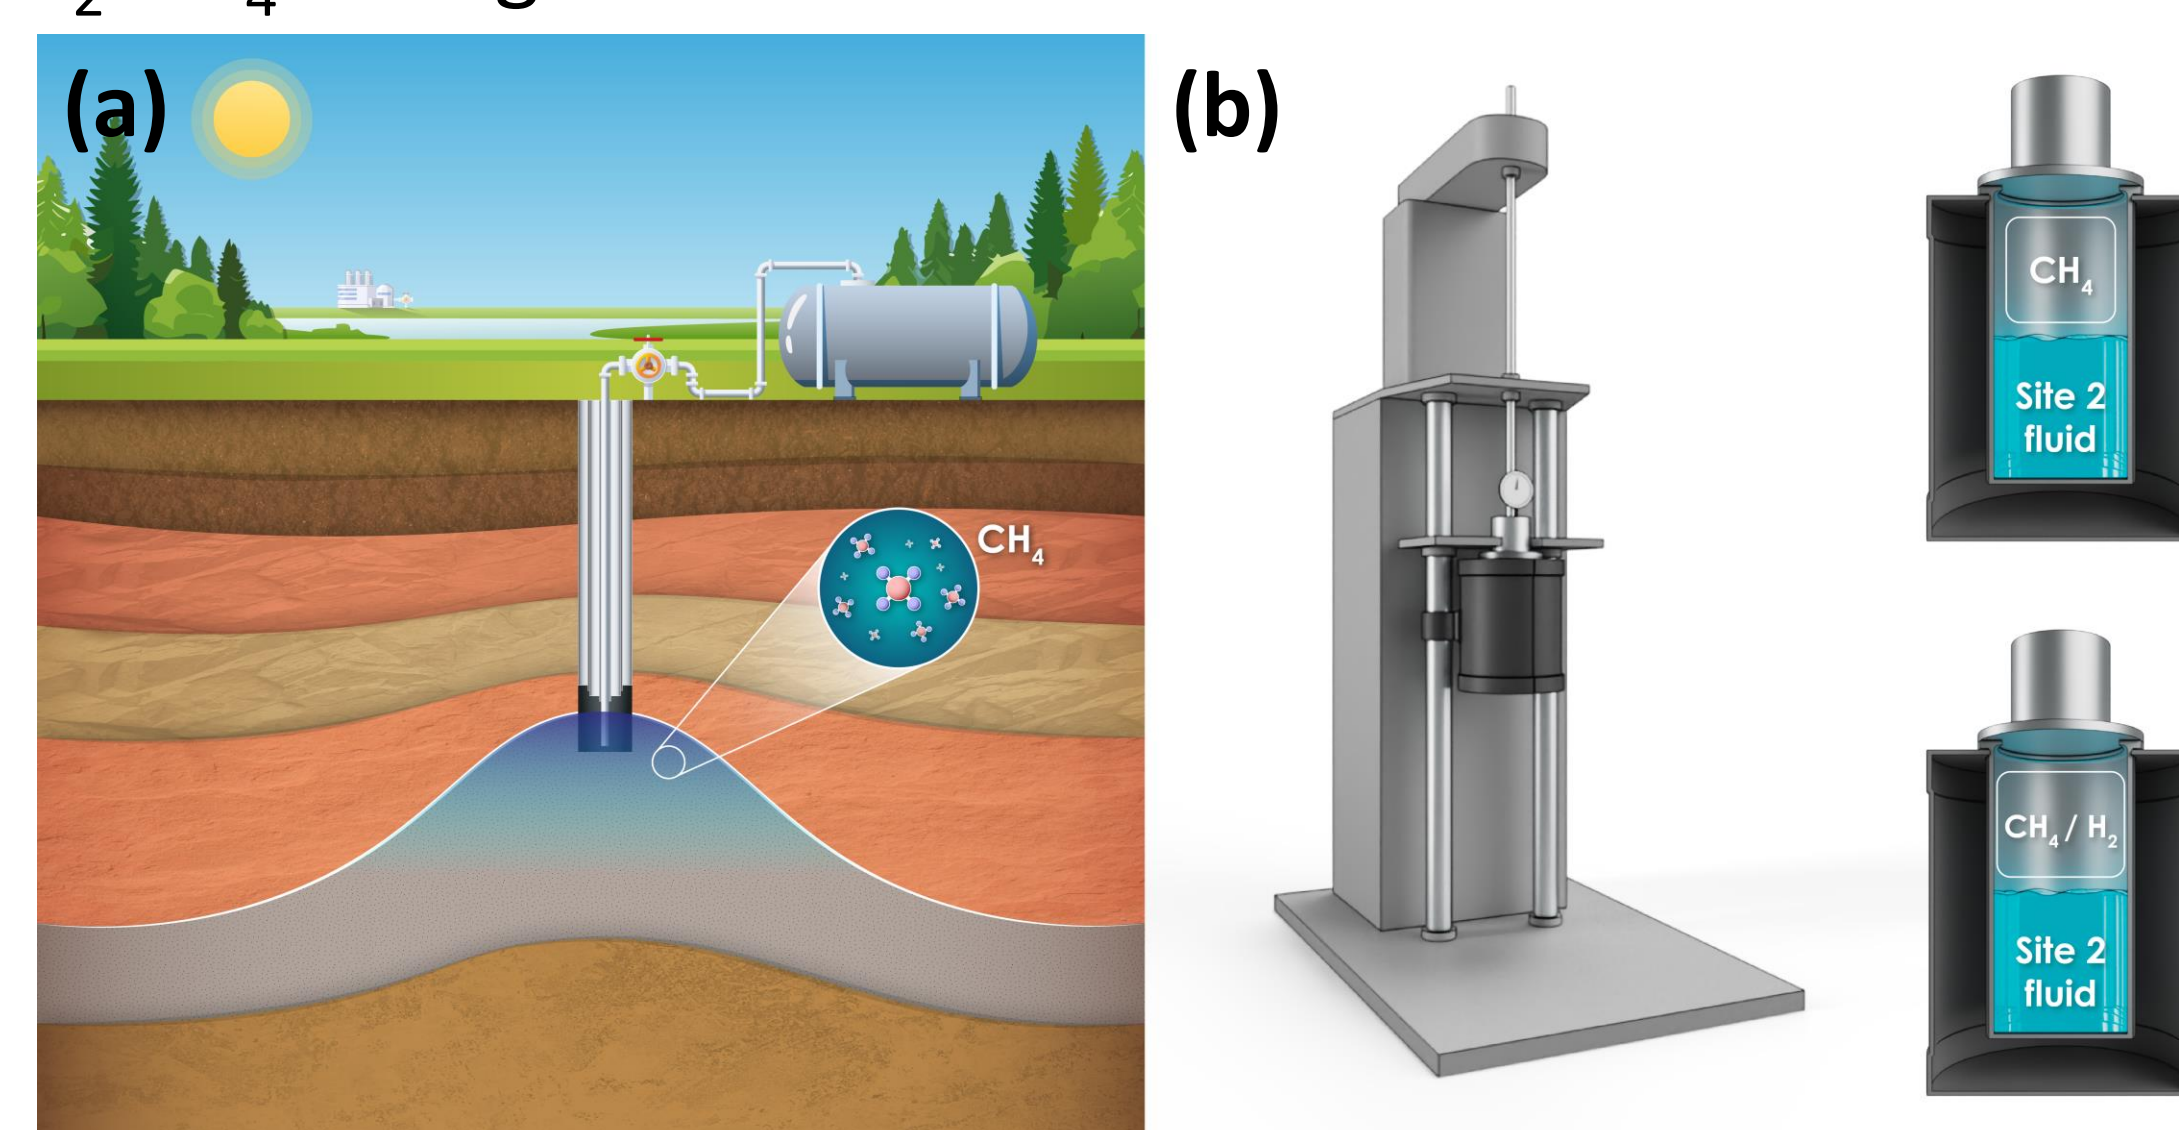 (a)
CH₄
(b)
CH₄
Site 2
fluid
CH₄ / H₂
Site 2
fluid